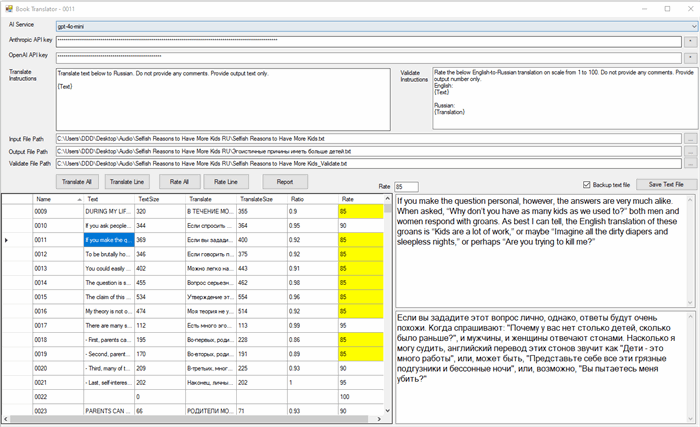 Book Translator - 0011
AI Service
gpt-4o-mini
Anthropic API key
OpenAI API key
Translate Instructions
Translate text below to Russian. Do not provide any comments. Provide output text only.
{Text}
Validate Instructions
Rate the below English-to-Russian translation on scale from 1 to 100. Do not provide any comments. Provide
output number only.
English:
{Text}
Russian:
{Translation}
Input File Path
C:\Users\DDD\Desktop\Audio\Selfish Reasons to Have More Kids RU\Selfish Reasons to Have More Kids.txt
...
Output File Path
C:\Users\DDD\Desktop\Audio\Selfish Reasons to Have More Kids RU\Эгоистичные причины иметь больше детей.txt
...
Validate File Path
C:\Users\DDD\Desktop\Audio\Selfish Reasons to Have More Kids RU\Selfish Reasons to Have More Kids_Validate.txt
...
Translate All Translate Line Rate All Rate Line Report
Rate 85
Backup text file
Save Text File
Name Text TextSize Translate TranslateSize Ratio Rate
0009 DURING MY LIF... 320 В ТЕЧЕНИЕ МО... 355 0.9 85
0010 If you ask people... 344 Если спросить ... 364 0.95 90
0011 If you make the q... 369 Если вы задади... 400 0.92 85
0012 To be brutally ho... 346 Если говорить п... 375 0.92 85
0013 You could easily ... 402 Можно легко на... 443 0.91 85
0014 The question is s... 455 Вопрос серьезн... 462 0.98 85
0015 The claim of this ... 534 Утверждение эт... 554 0.96 85
0016 My theory is not s... 474 Моя теория не у... 514 0.92 85
0017 There are many s... 112 Есть много эго... 113 0.99 95
0018 - First, parents ca... 195 Во-первых, роди... 228 0.86 85
0019 - Second, parent... 170 Во-вторых, роди... 191 0.89 85
0020 - Third, many of t... 209 В-третьих, мног... 225 0.93 90
0021 - Last, self-interes... 202 Наконец, личны... 202 1 95
0022 0 0 100
0023 PARENTS CAN ... 66 РОДИТЕЛИ МО... 71 0.93 90
If you make the question personal, however, the answers are very much alike.
When asked, “Why don’t you have as many kids as we used to?” both men and
women respond with groans. As best I can tell, the English translation of these
groans is “Kids are a lot of work,” or maybe “Imagine all the dirty diapers and
sleepless nights,” or perhaps “Are you trying to kill me?”
Если вы зададите этот вопрос лично, однако, ответы будут очень
похожи. Когда спрашивают: "Почему у вас нет столько детей, сколько
было раньше?", и мужчины, и женщины отвечают стонами. Насколько я
могу судить, английский перевод этих стонов звучит как "Дети - это
много работы", или, может быть, "Представьте себе все эти грязные
подгузники и бессонные ночи", или, возможно, "Вы пытаетесь меня
убить?"